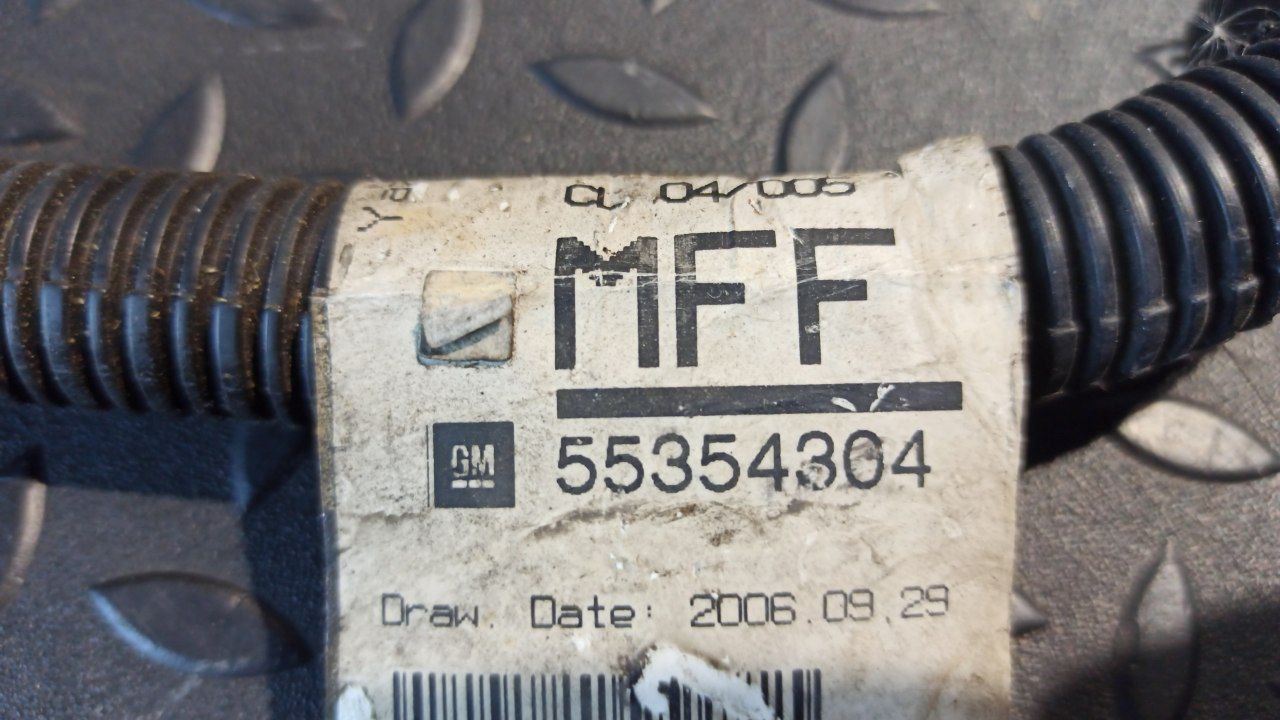 CL 04/005
MFF
GM 55354304
Draw. Date: 2006.09.29